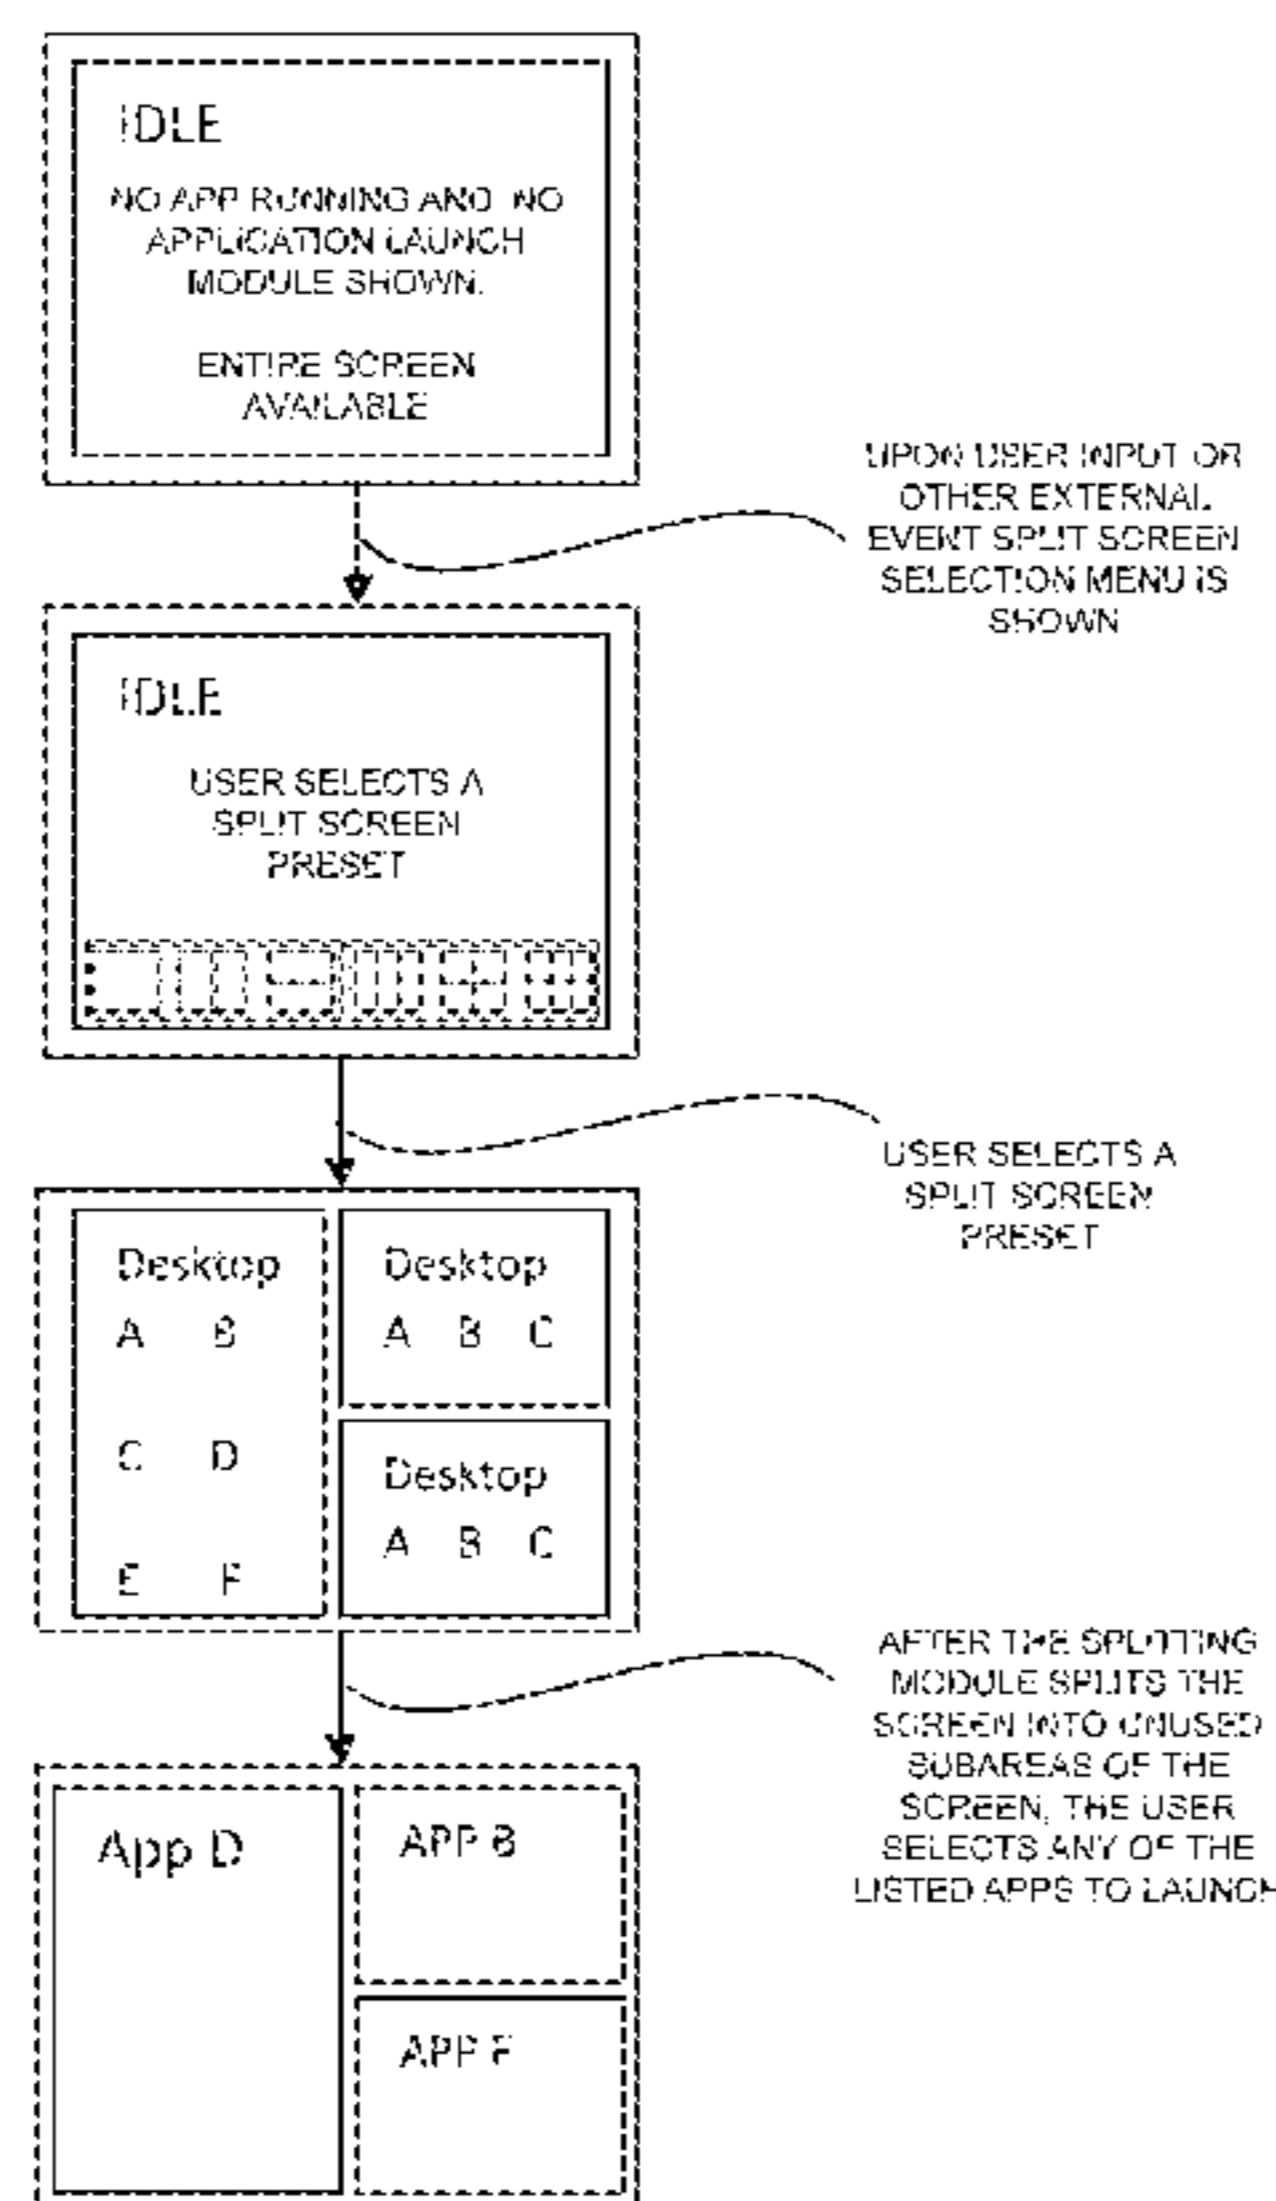 IDLE
NO APP RUNNING AND NO
APPLICATION LAUNCH
MODULE SHOWN.
ENTIRE SCREEN
AVAILABLE
UPON USER INPUT OR
OTHER EXTERNAL
EVENT SPLIT SCREEN
SELECTION MENU IS
SHOWN
IDLE
USER SELECTS A
SPLIT SCREEN
PRESET
USER SELECTS A
SPLIT SCREEN
PRESET
Desktop
A B
C D
E F
Desktop
A B C
Desktop
A B C
AFTER THE SPLITTING
MODULE SPLITS THE
SCREEN INTO UNUSED
SUBAREAS OF THE
SCREEN, THE USER
SELECTS ANY OF THE
LISTED APPS TO LAUNCH
App D
APP B
APP F